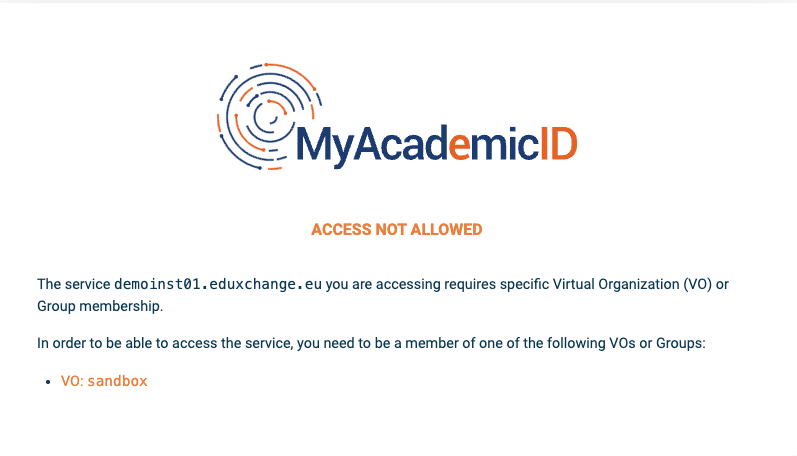 MyAcademicID
ACCESS NOT ALLOWED
The service demoinst01.eduxchange.eu you are accessing requires specific Virtual Organization (VO) or
Group membership.
In order to be able to access the service, you need to be a member of one of the following VOs or Groups:
• VO: sandbox